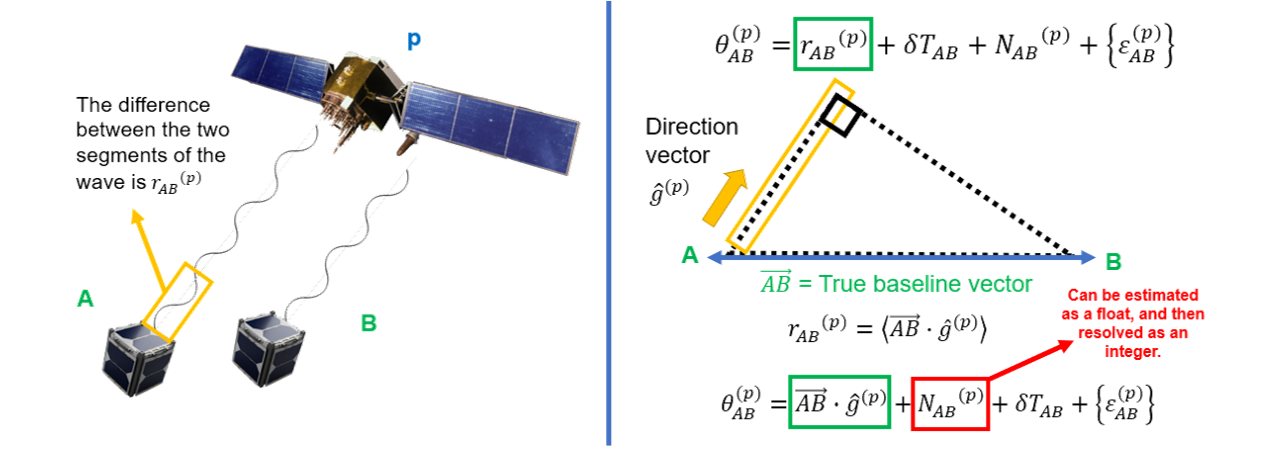 p
The difference
between the two
segments of the
wave is r_AB^(p)
A
B
θ_AB^(p) = r_AB^(p) + δT_AB + N_AB^(p) + {ε_AB^(p)}
Direction
vector
ĝ^(p)
A
B
AB⃗ = True baseline vector
r_AB^(p) = ⟨AB⃗ · ĝ^(p)⟩
Can be estimated
as a float, and then
resolved as an
integer.
θ_AB^(p) = AB⃗ · ĝ^(p) + N_AB^(p) + δT_AB + {ε_AB^(p)}